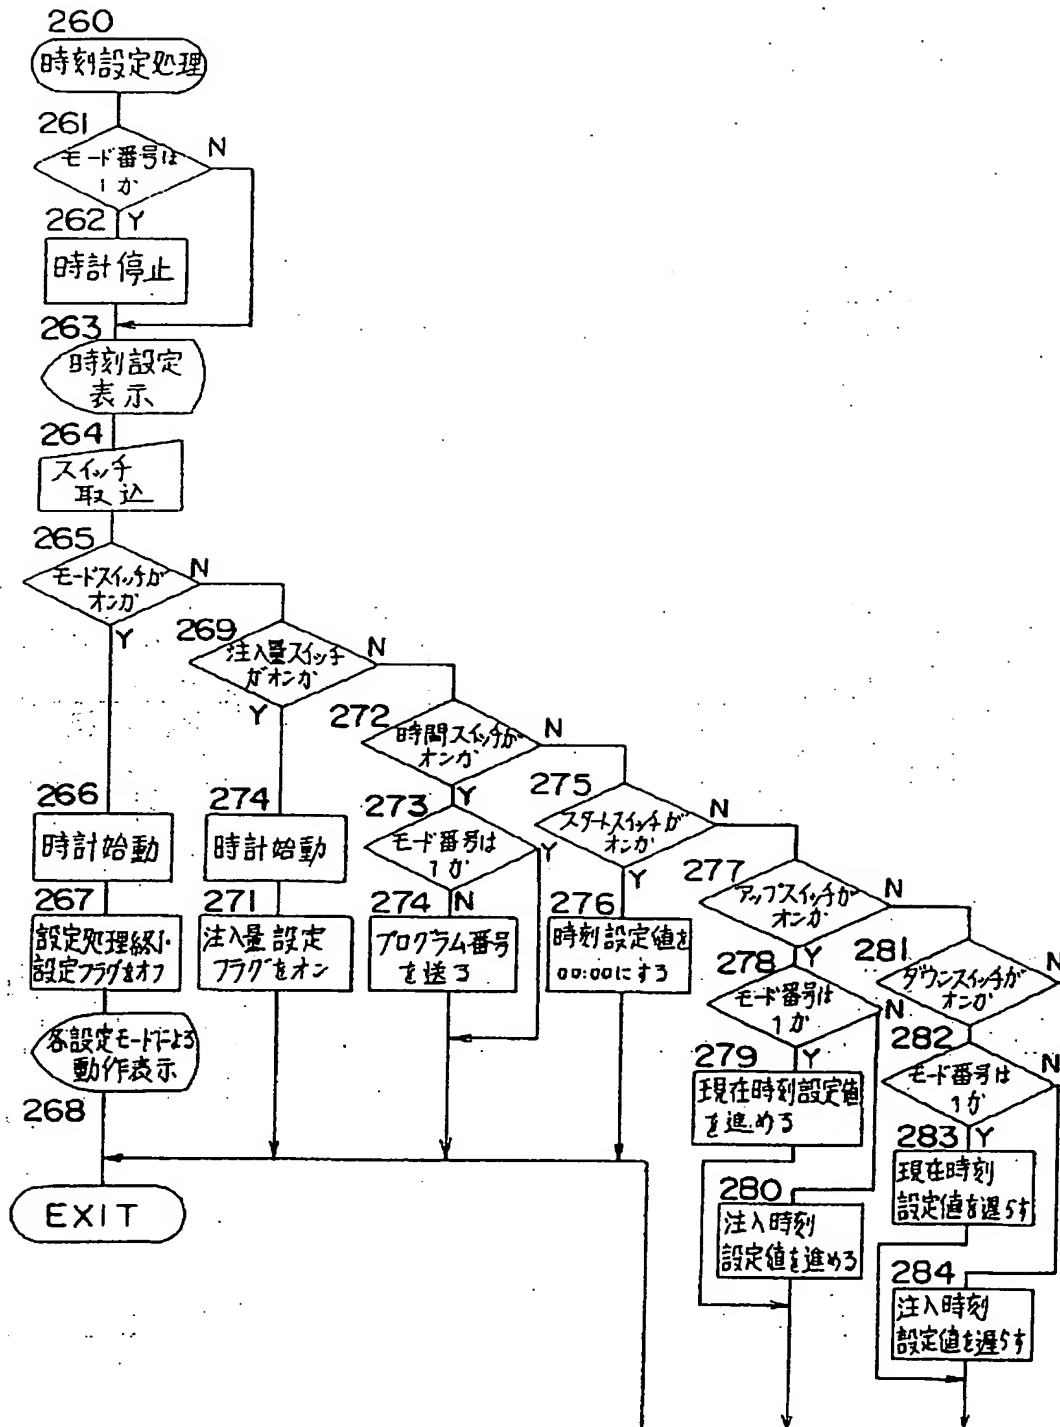 260
時刻設定処理
261
モード番号は
1か
N
Y
262
時計停止
263
時刻設定
表示
264
スイッチ
取込
265
モードスイッチが
オンか
N
Y
266
時計始動
267
設定処理終了・
設定フラグをオフ
各設定モードによる
動作表示
268
EXIT
269
注入量スイッチ
がオンか
N
Y
274
時計始動
271
注入量設定
フラグをオン
272
時間スイッチが
オンか
N
Y
273
モード番号は
1か
Y
N
274
プログラム番号
を送る
275
スタートスイッチが
オンか
N
Y
276
時刻設定値を
00:00にする
277
アップスイッチが
オンか
N
Y
278
モード番号は
1か
N
Y
279
現在時刻設定値
を進める
280
注入時刻
設定値を進める
281
ダウンスイッチが
オンか
N
282
モード番号は
1か
N
Y
283
現在時刻
設定値を遅らす
284
注入時刻
設定値を遅らす